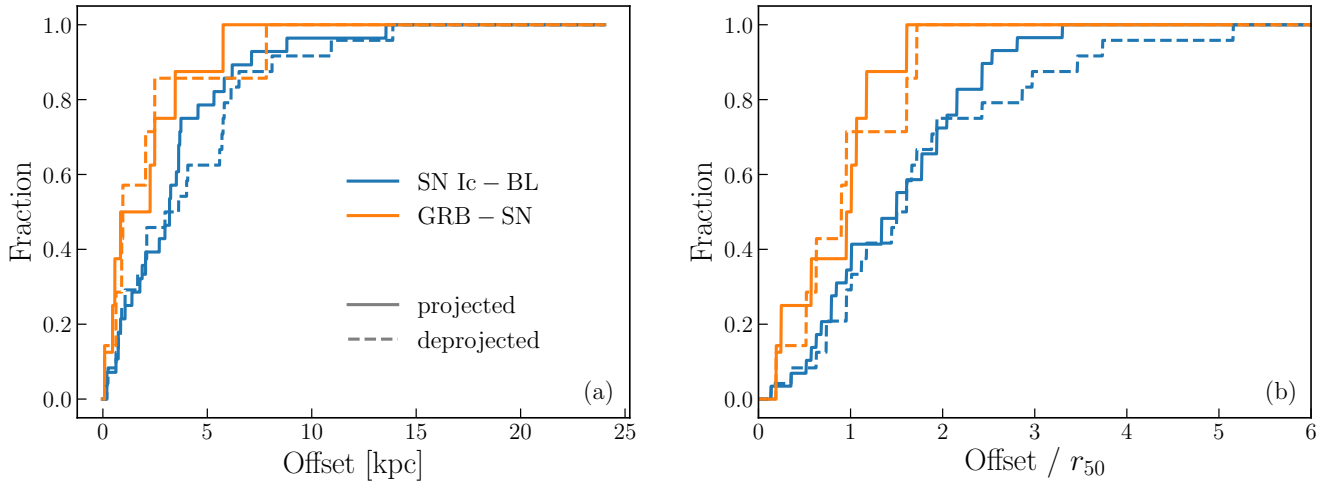 1.0
0.8
0.6
0.4
0.2
0.0
Fraction
SN Ic – BL
GRB – SN
projected
deprojected
(a)
0 5 10 15 20 25
Offset [kpc]
1.0
0.8
0.6
0.4
0.2
0.0
Fraction
(b)
0 1 2 3 4 5 6
Offset / r50